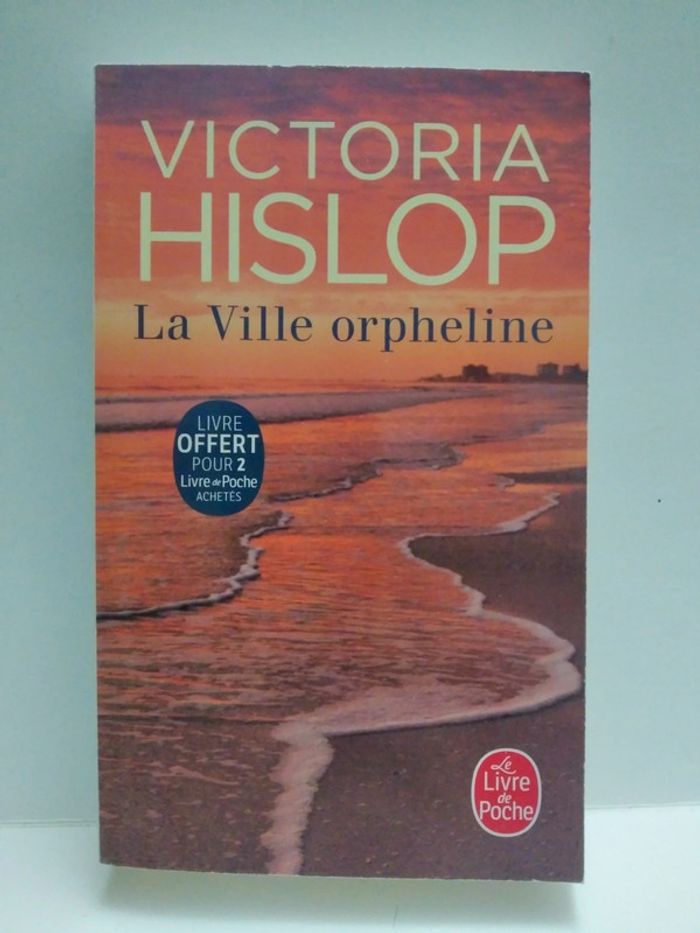 VICTORIA
HISLOP
La Ville orpheline
LIVRE
OFFERT
POUR 2
Livre de Poche
ACHETÉS
Le
Livre
de
Poche